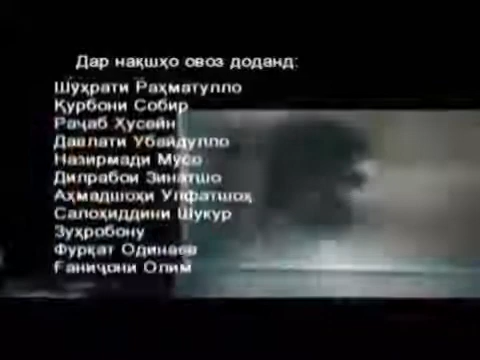 Дар нақшҳо овоз доданд:
Шӯҳрати Раҳматулло
Қурбони Собир
Раҷаб Ҳусейн
Давлати Убайдулло
Назирмади Мусо
Дилрабои Зинатшо
Аҳмадшоҳи Улфатшоҳ
Салоҳиддини Шукур
Зуҳробону
Фурқат Одинаев
Ғаниҷони Олим